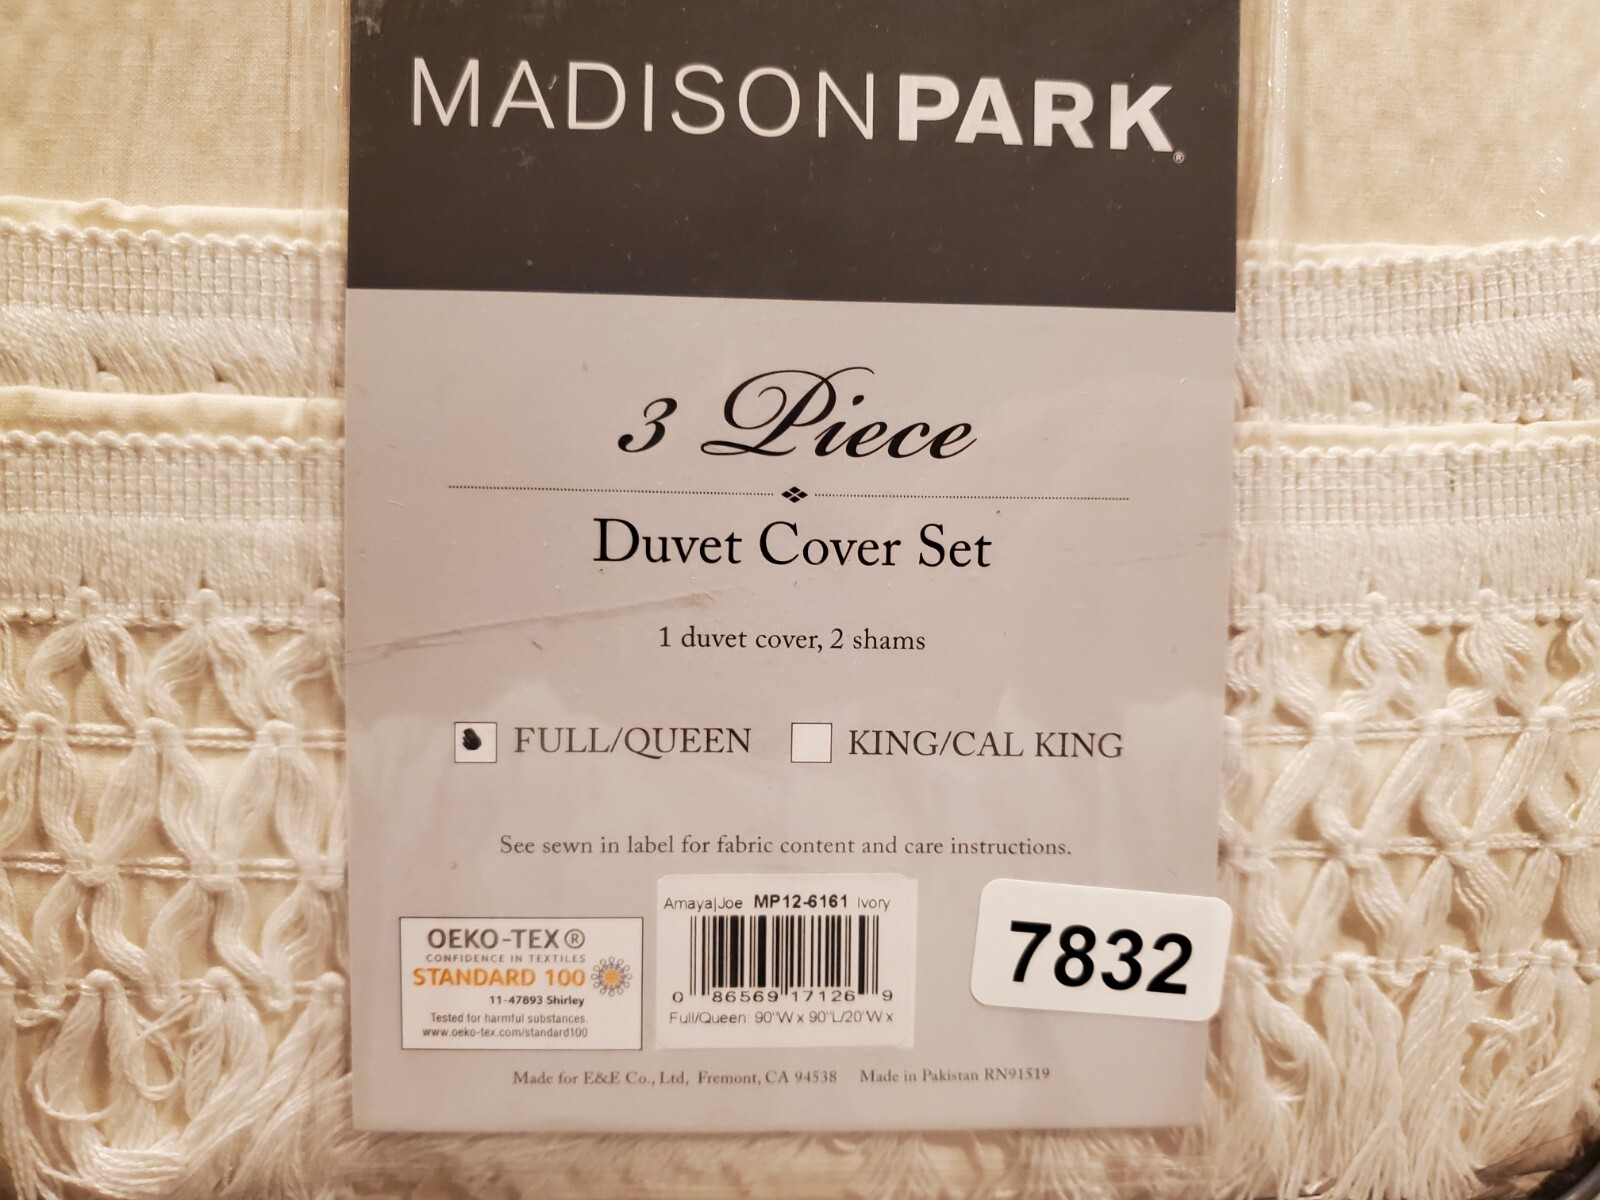 MADISONPARK®
3 Piece
Duvet Cover Set
1 duvet cover, 2 shams
FULL/QUEEN KING/CAL KING
See sewn in label for fabric content and care instructions.
OEKO-TEX®
CONFIDENCE IN TEXTILES
STANDARD 100
11-47893 Shirley
Tested for harmful substances.
www.oeko-tex.com/standard100
Amaya|Joe MP12-6161 Ivory
0 86569 17126 9
Full/Queen: 90"W x 90"L/20"W x
7832
Made for E&E Co., Ltd, Fremont, CA 94538 Made in Pakistan RN91519